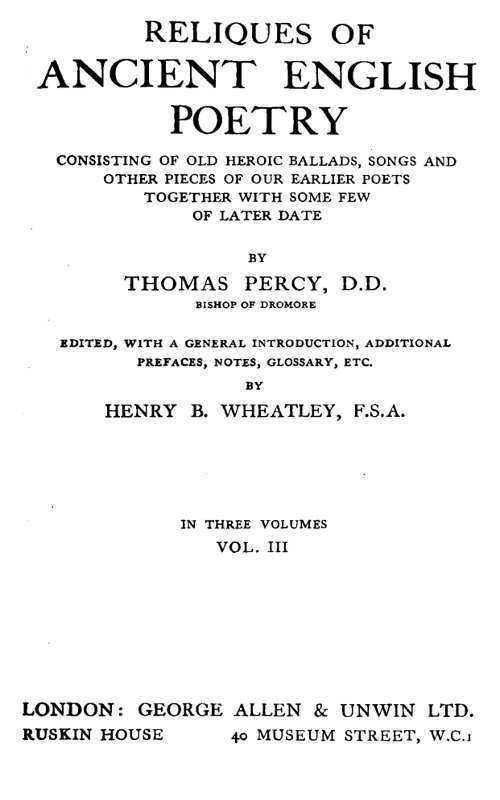 RELIQUES OF
ANCIENT ENGLISH
POETRY
CONSISTING OF OLD HEROIC BALLADS, SONGS AND
OTHER PIECES OF OUR EARLIER POETS
TOGETHER WITH SOME FEW
OF LATER DATE
BY
THOMAS PERCY, D.D.
BISHOP OF DROMORE
EDITED, WITH A GENERAL INTRODUCTION, ADDITIONAL
PREFACES, NOTES, GLOSSARY, ETC.
BY
HENRY B. WHEATLEY, F.S.A.
IN THREE VOLUMES
VOL. III
LONDON: GEORGE ALLEN & UNWIN LTD.
RUSKIN HOUSE 40 MUSEUM STREET, W.C.1